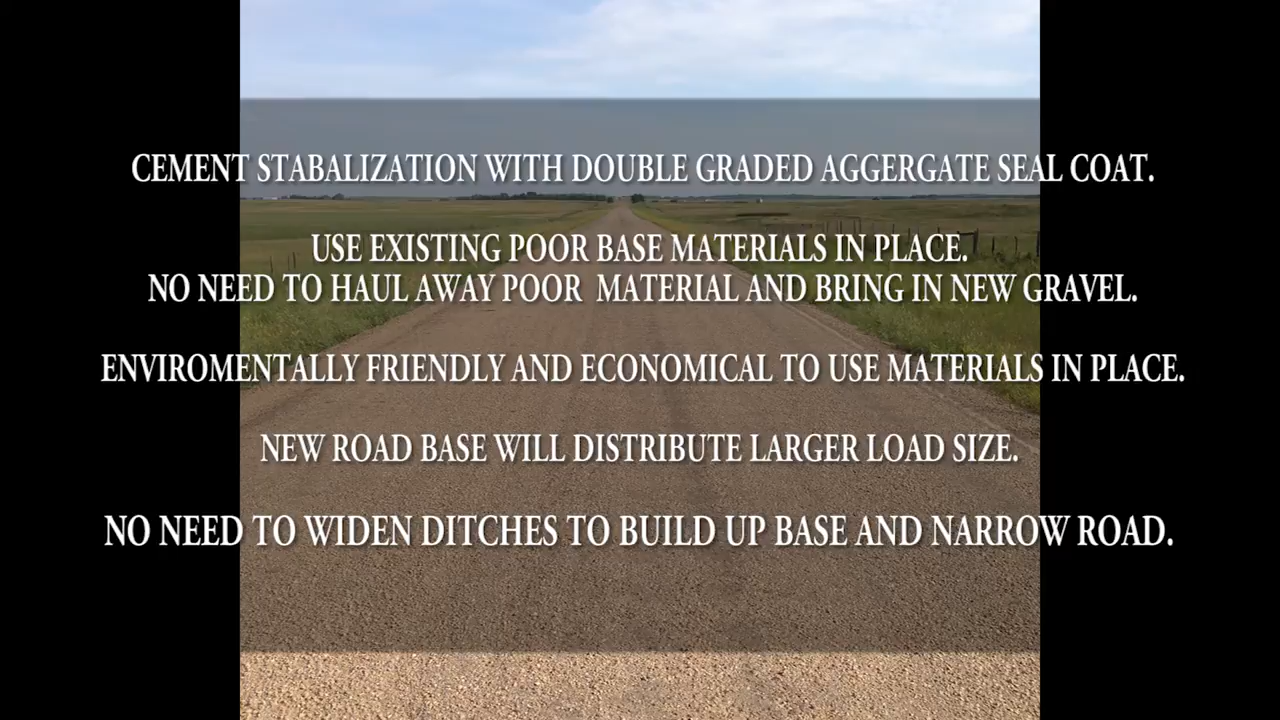 CEMENT STABALIZATION WITH DOUBLE GRADED AGGERGATE SEAL COAT.
USE EXISTING POOR BASE MATERIALS IN PLACE.
NO NEED TO HAUL AWAY POOR  MATERIAL AND BRING IN NEW GRAVEL.
ENVIROMENTALLY FRIENDLY AND ECONOMICAL TO USE MATERIALS IN PLACE.
NEW ROAD BASE WILL DISTRIBUTE LARGER LOAD SIZE.
NO NEED TO WIDEN DITCHES TO BUILD UP BASE AND NARROW ROAD.